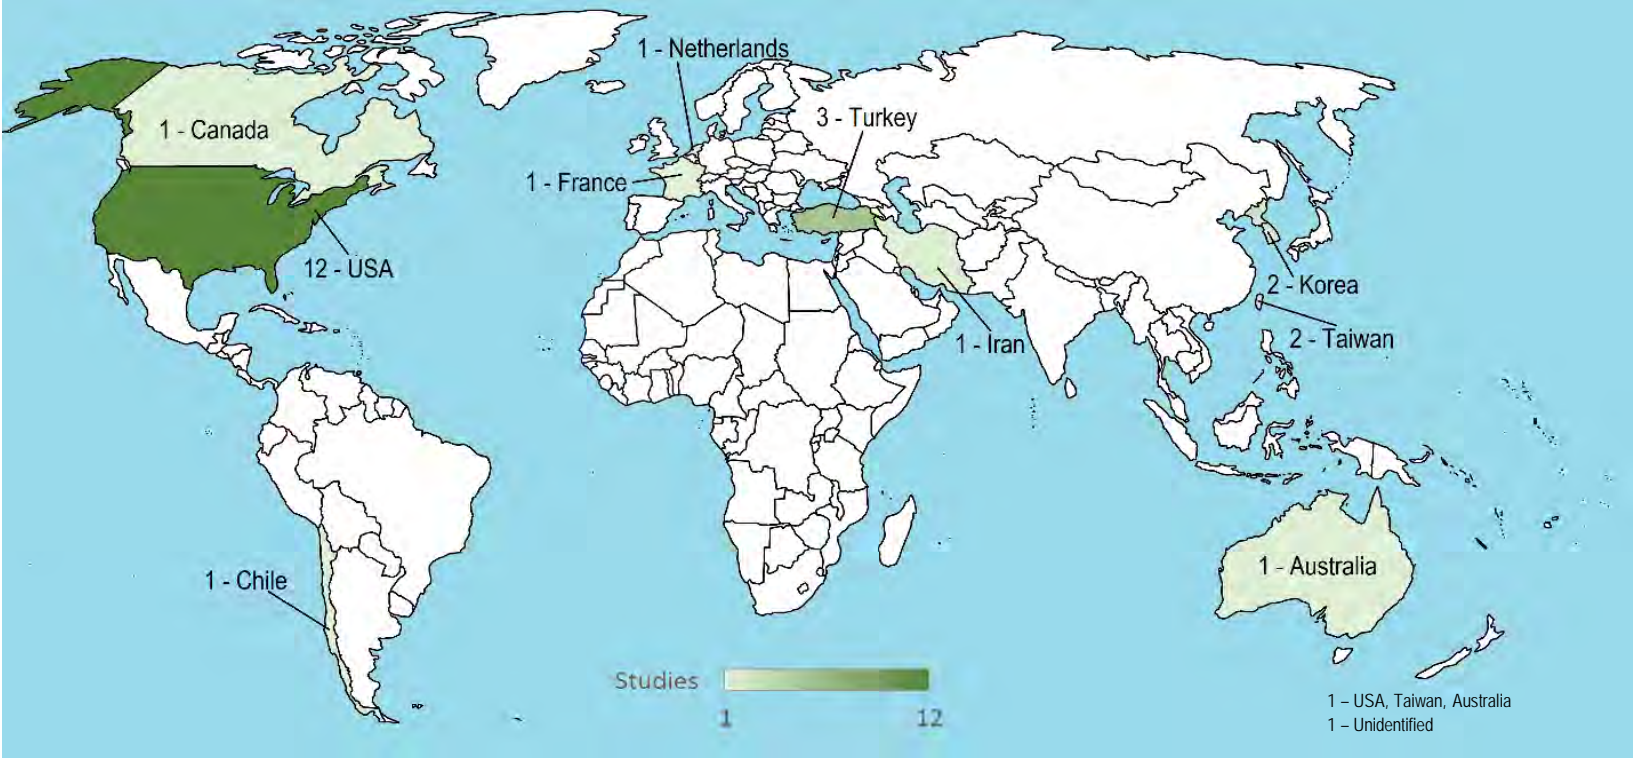 1 - Netherlands
3 - Turkey
1 - Canada
1 - France
12 - USA
2 - Korea
2 - Taiwan
1 - Iran
1 - Australia
1 - Chile
Studies
1
12
1 – USA, Taiwan, Australia
1 – Unidentified